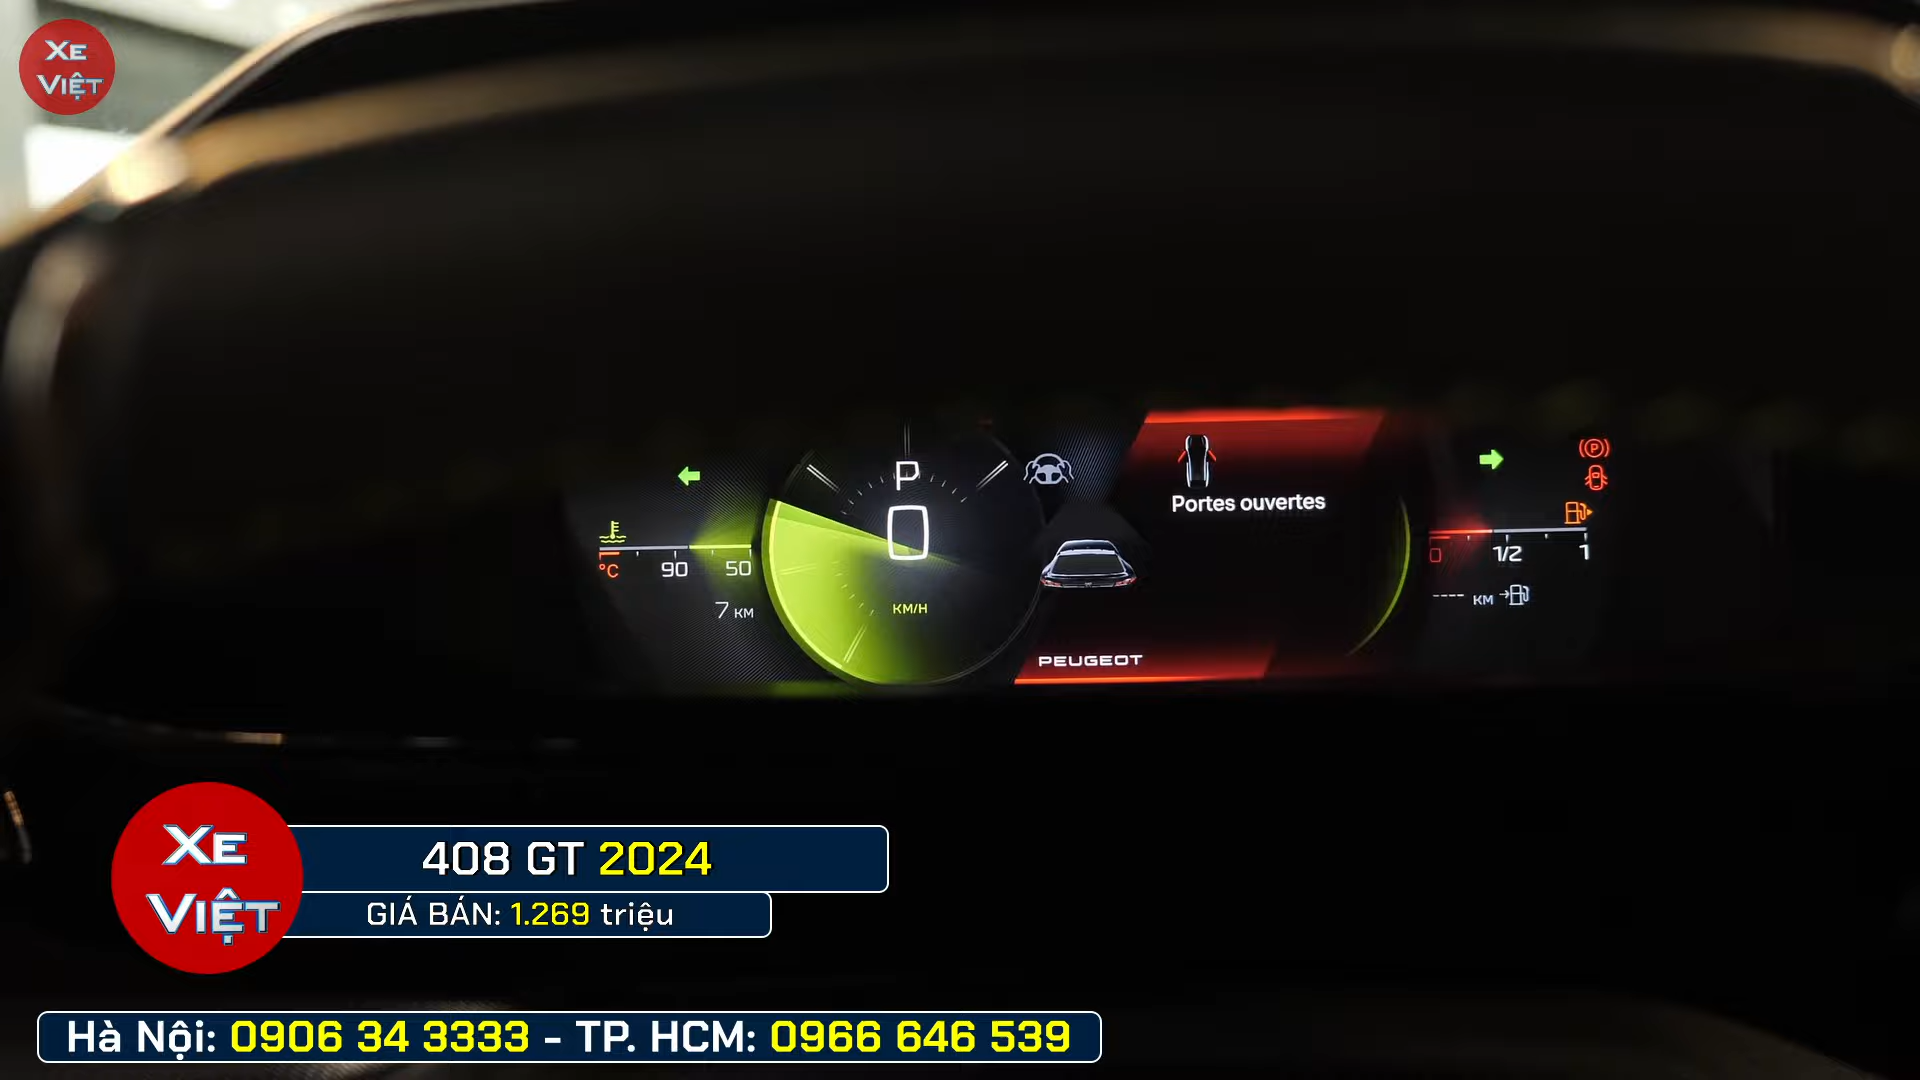 XE
VIỆT
P
0
KM/H
°C 90 50
7 KM
Portes ouvertes
PEUGEOT
P
0 1/2 1
---- KM
XE
VIỆT
408 GT 2024
GIÁ BÁN: 1.269 triệu
Hà Nội: 0906 34 3333 - TP. HCM: 0966 646 539